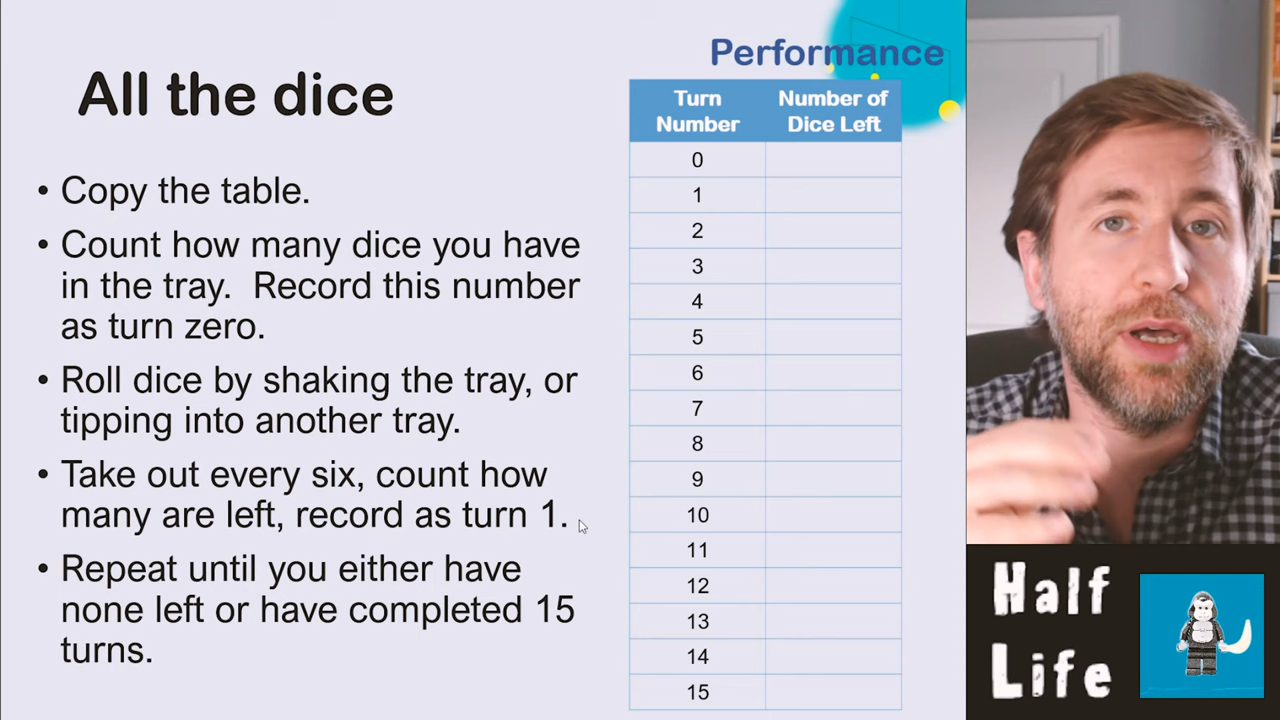 All the dice
• Copy the table.
• Count how many dice you have
in the tray.  Record this number
as turn zero.
• Roll dice by shaking the tray, or
tipping into another tray.
• Take out every six, count how
many are left, record as turn 1.
• Repeat until you either have
none left or have completed 15
turns.
Performance
Turn Number
Number of Dice Left
0
1
2
3
4
5
6
7
8
9
10
11
12
13
14
15
Half
Life